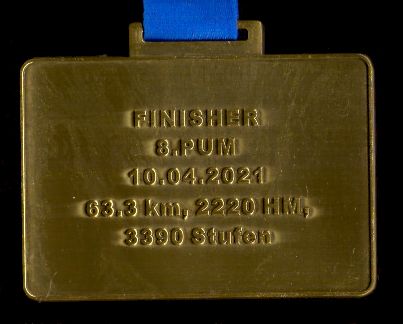 FINISHER
8.PUM
10.04.2021
63.3 km, 2220 HM,
3390 Stufen